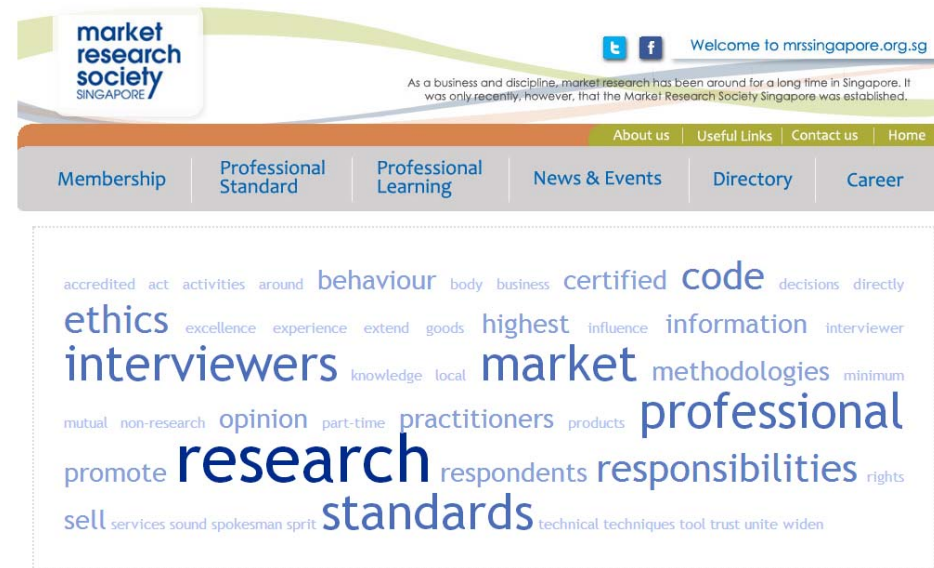 market
research
society
SINGAPORE
Welcome to mrssingapore.org.sg
As a business and discipline, market research has been around for a long time in Singapore. It
was only recently, however, that the Market Research Society Singapore was established.
About us | Useful Links | Contact us | Home
Membership
Professional
Standard
Professional
Learning
News & Events
Directory
Career
accredited act activities around behaviour body business certified code decisions directly
ethics excellence experience extend goods highest influence information interviewer
interviewers knowledge local market methodologies minimum
mutual non-research opinion part-time practitioners products professional
promote research respondents responsibilities rights
sell services sound spokesman sprit standards technical techniques tool trust unite widen